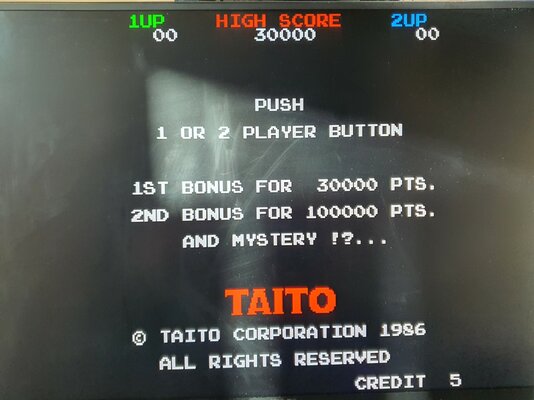 1UP HIGH SCORE 2UP
00 30000 00
PUSH
1 OR 2 PLAYER BUTTON
1ST BONUS FOR 30000 PTS.
2ND BONUS FOR 100000 PTS.
AND MYSTERY !?...
TAITO
© TAITO CORPORATION 1986
ALL RIGHTS RESERVED
CREDIT 5